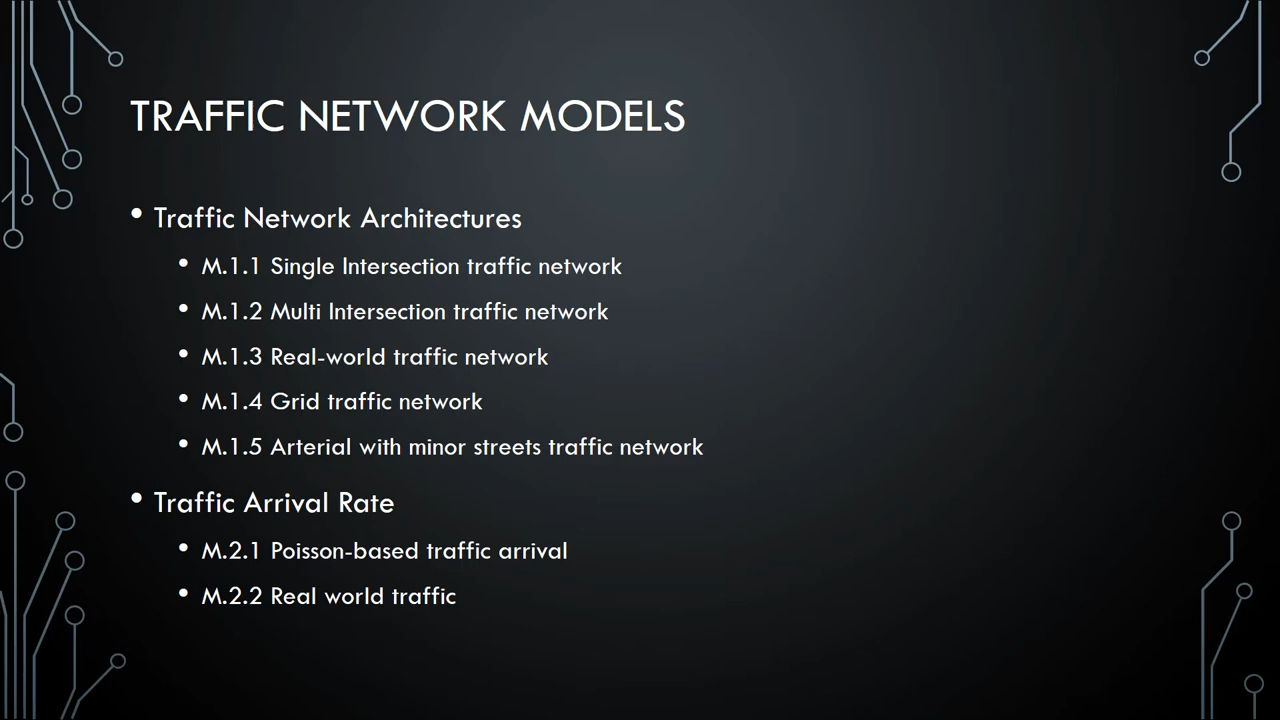 TRAFFIC NETWORK MODELS
• Traffic Network Architectures
• M.1.1 Single Intersection traffic network
• M.1.2 Multi Intersection traffic network
• M.1.3 Real-world traffic network
• M.1.4 Grid traffic network
• M.1.5 Arterial with minor streets traffic network
• Traffic Arrival Rate
• M.2.1 Poisson-based traffic arrival
• M.2.2 Real world traffic